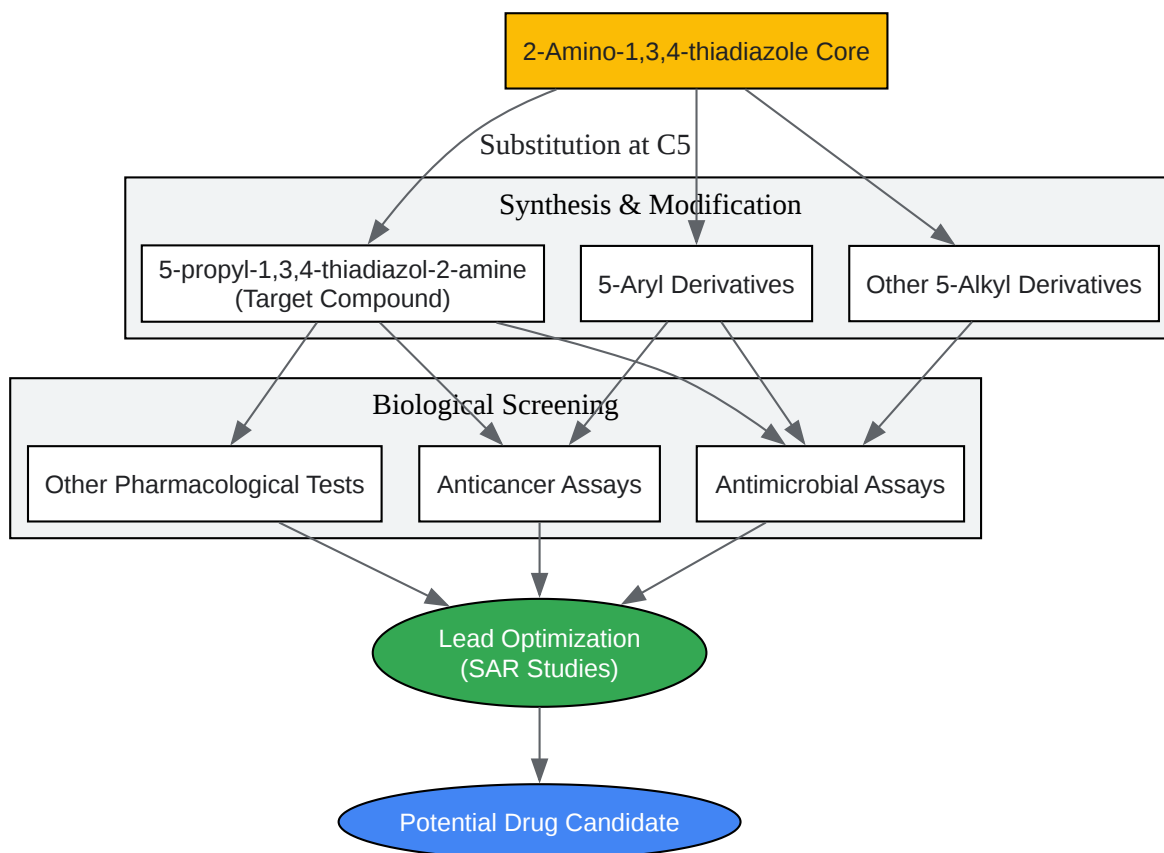 2-Amino-1,3,4-thiadiazole Core
Substitution at C5
Synthesis & Modification
5-propyl-1,3,4-thiadiazol-2-amine
(Target Compound)
5-Aryl Derivatives
Other 5-Alkyl Derivatives
Biological Screening
Other Pharmacological Tests
Anticancer Assays
Antimicrobial Assays
Lead Optimization
(SAR Studies)
Potential Drug Candidate